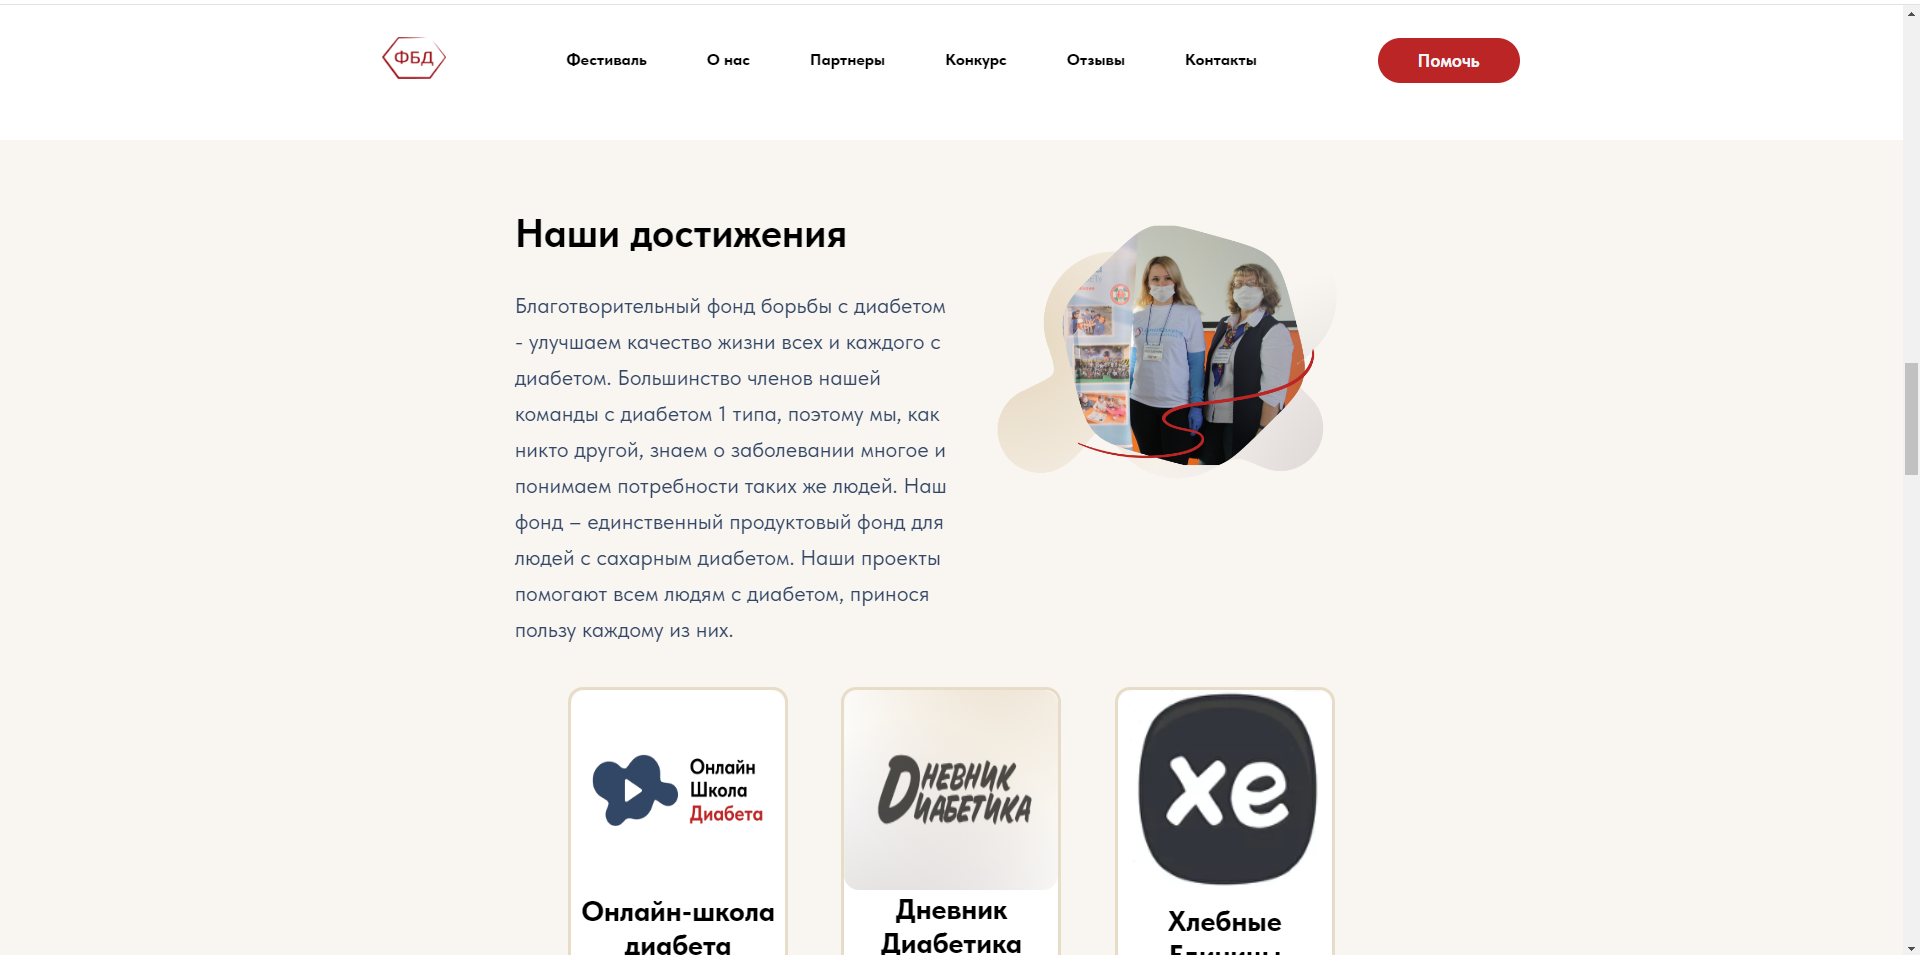 ФБД
Фестиваль
О нас
Партнеры
Конкурс
Отзывы
Контакты
Помочь
Наши достижения
Благотворительный фонд борьбы с диабетом
- улучшаем качество жизни всех и каждого с
диабетом. Большинство членов нашей
команды с диабетом 1 типа, поэтому мы, как
никто другой, знаем о заболевании многое и
понимаем потребности таких же людей. Наш
фонд – единственный продуктовый фонд для
людей с сахарным диабетом. Наши проекты
помогают всем людям с диабетом, принося
пользу каждому из них.
Онлайн
Школа
Диабета
Онлайн-школа
диабета
Дневник
Диабетика
Дневник
Диабетика
хе
Хлебные
Единицы